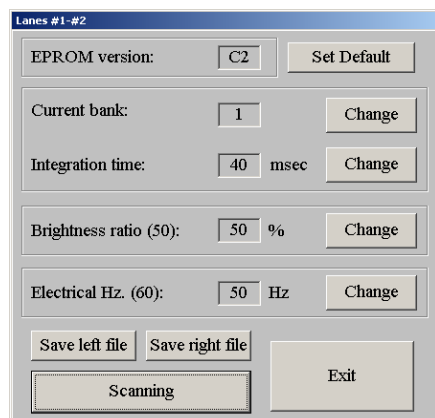 Lanes #1-#2
EPROM version: C2 Set Default
Current bank: 1 Change
Integration time: 40 msec Change
Brightness ratio (50): 50 % Change
Electrical Hz. (60): 50 Hz Change
Save left file Save right file
Scanning Exit